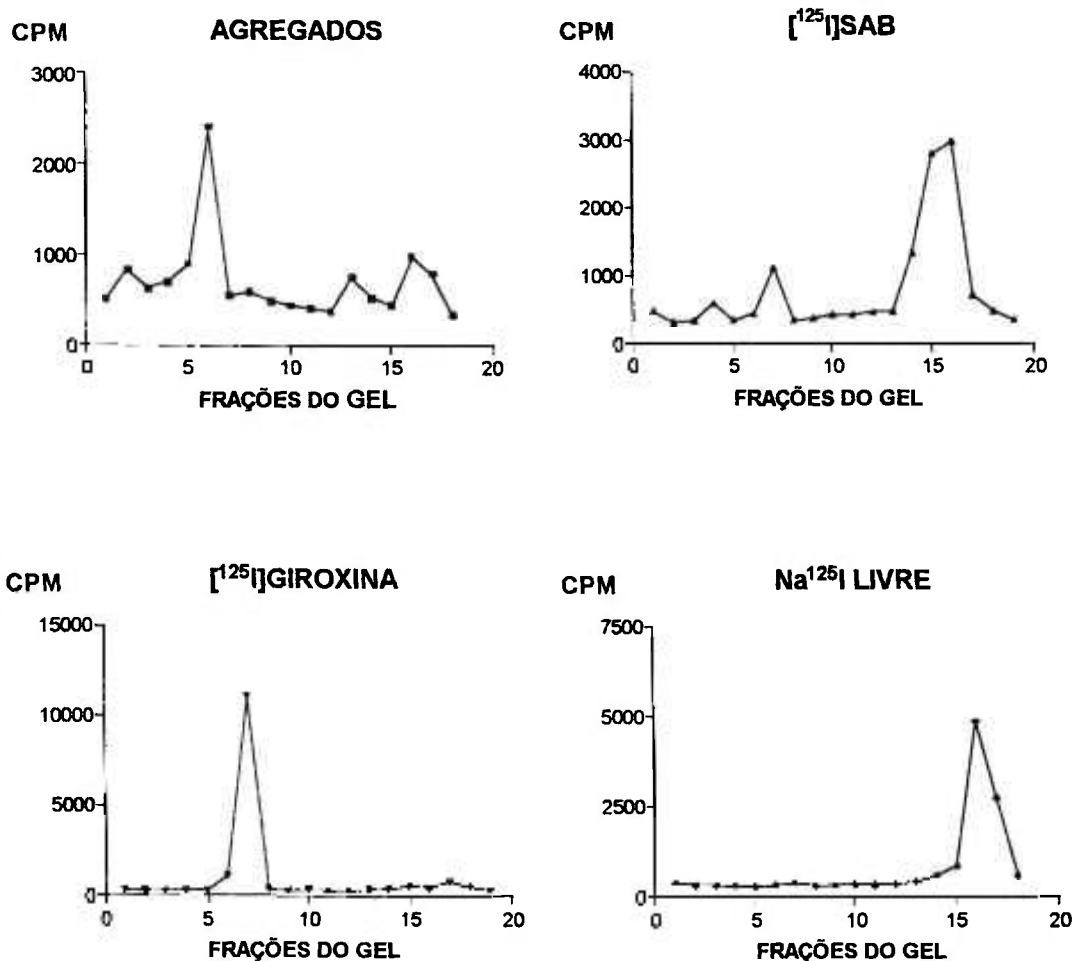 CPM AGREGADOS
3000
2000
1000
0
0 5 10 15 20
FRAÇÕES DO GEL
CPM [¹²⁵I]SAB
4000
3000
2000
1000
0
0 5 10 15 20
FRAÇÕES DO GEL
CPM [¹²⁵I]GIROXINA
15000
10000
5000
0
0 5 10 15 20
FRAÇÕES DO GEL
CPM Na¹²⁵I LIVRE
7500
5000
2500
0
0 5 10 15 20
FRAÇÕES DO GEL